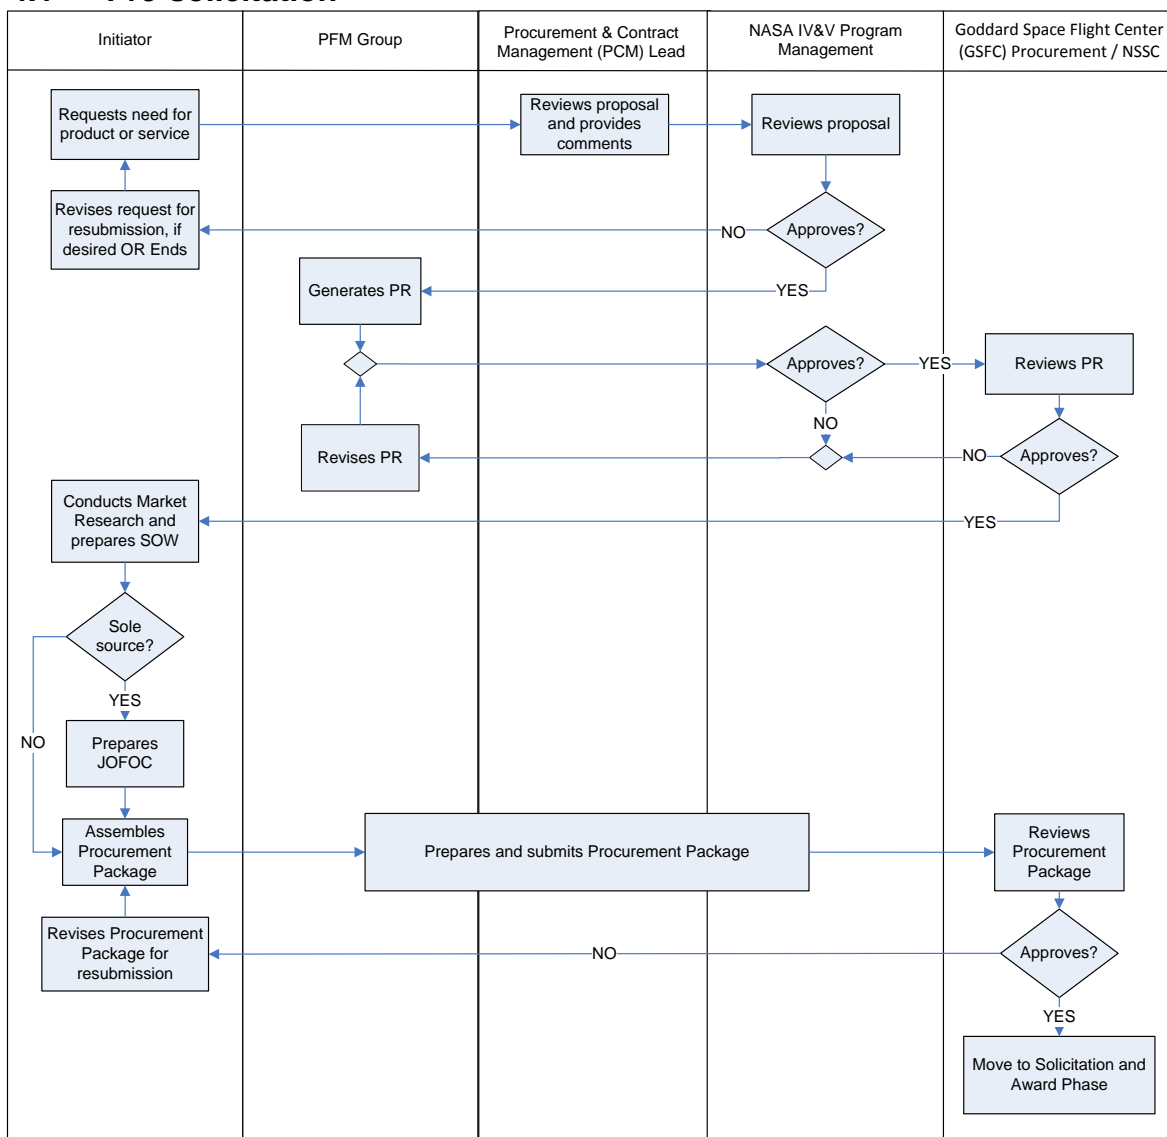 Initiator
PFM Group
Procurement & Contract
Management (PCM) Lead
NASA IV&V Program
Management
Goddard Space Flight Center
(GSFC) Procurement / NSSC
Requests need for
product or service
Reviews proposal
and provides
comments
Reviews proposal
Revises request for
resubmission, if
desired OR Ends
NO
Approves?
Generates PR
YES
Approves?
YES
Reviews PR
NO
Revises PR
NO
Approves?
Conducts Market
Research and
prepares SOW
YES
Sole
source?
YES
NO
Prepares
JOFOC
Assembles
Procurement
Package
Prepares and submits Procurement Package
Reviews
Procurement
Package
Revises Procurement
Package for
resubmission
NO
Approves?
YES
Move to Solicitation and
Award Phase